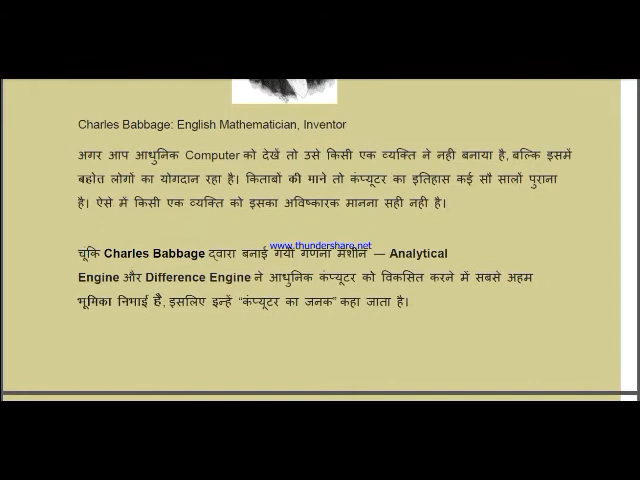 Charles Babbage: English Mathematician, Inventor
अगर आप आधुनिक Computer को देखें तो उसे किसी एक व्यक्ति ने नही बनाया है, बल्कि इसमें
बहोत लोगों का योगदान रहा है। किताबों की माने तो कंप्यूटर का इतिहास कई सौ सालों पुराना
है। ऐसे में किसी एक व्यक्ति को इसका अविष्कारक मानना सही नही है।
www.thundershare.net
चूंकि Charles Babbage द्वारा बनाई गयी गणना मशीन — Analytical
Engine और Difference Engine ने आधुनिक कंप्यूटर को विकसित करने में सबसे अहम
भूमिका निभाई है, इसलिए इन्हें “कंप्यूटर का जनक” कहा जाता है।